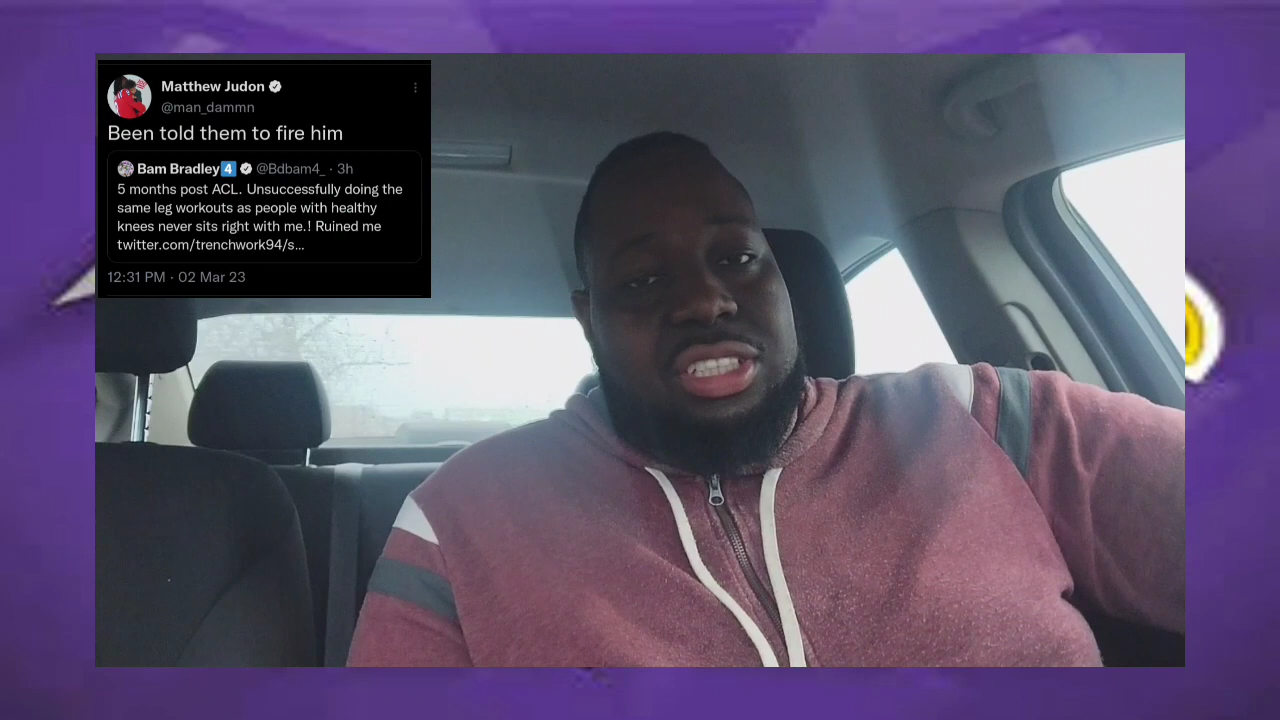 Matthew Judon
@man_dammn
Been told them to fire him
Bam Bradley4️⃣ @Bdbam4_ · 3h
5 months post ACL. Unsuccessfully doing the
same leg workouts as people with healthy
knees never sits right with me.! Ruined me
twitter.com/trenchwork94/s...
12:31 PM · 02 Mar 23